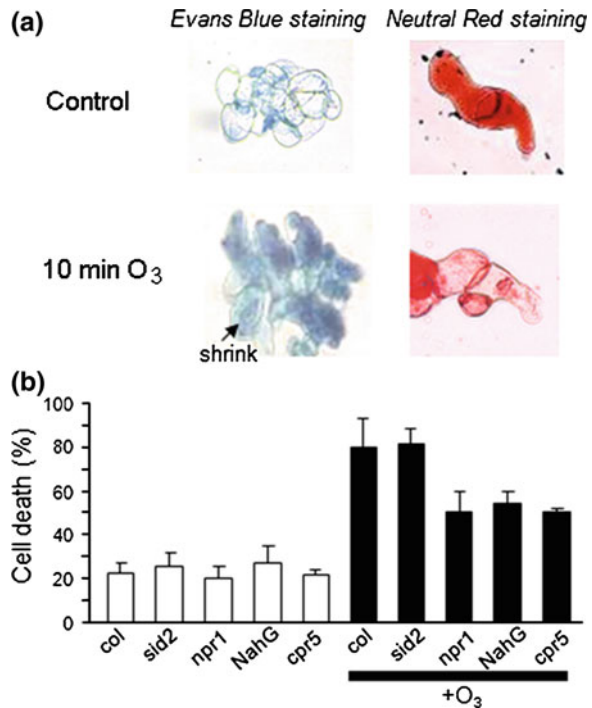 (a)
Evans Blue staining Neutral Red staining
Control
10 min O₃
shrink
(b)
Cell death (%)
100
80
60
40
20
0
col sid2 npr1 NahG cpr5 col sid2 npr1 NahG cpr5
+O₃